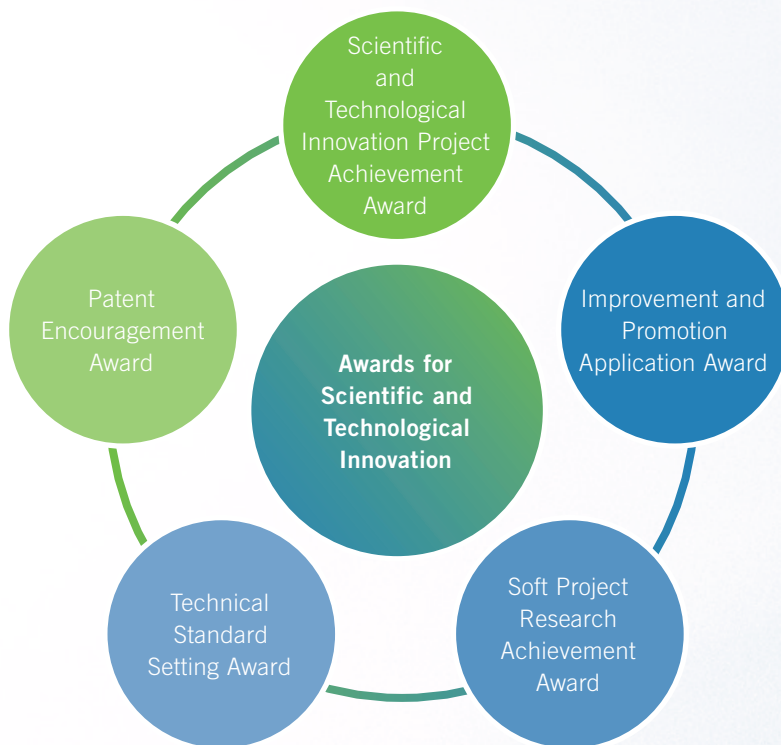 Scientific
and
Technological
Innovation Project
Achievement
Award
Improvement and
Promotion
Application Award
Soft Project
Research
Achievement
Award
Technical
Standard
Setting Award
Patent
Encouragement
Award
Awards for
Scientific and
Technological
Innovation